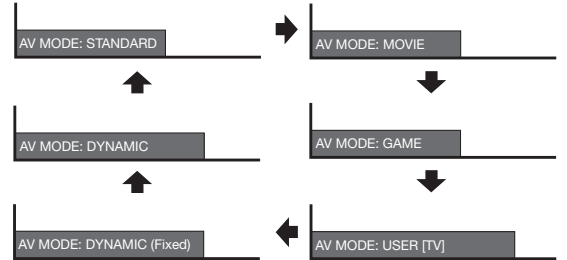 AV MODE: STANDARD
AV MODE: MOVIE
AV MODE: DYNAMIC
AV MODE: GAME
AV MODE: DYNAMIC (Fixed)
AV MODE: USER [TV]